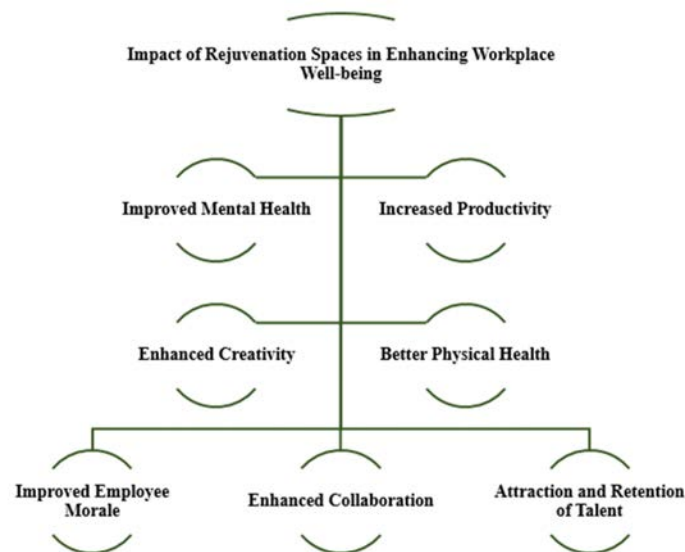 Impact of Rejuvenation Spaces in Enhancing Workplace
Well-being
Improved Mental Health
Increased Productivity
Enhanced Creativity
Better Physical Health
Improved Employee
Morale
Enhanced Collaboration
Attraction and Retention
of Talent